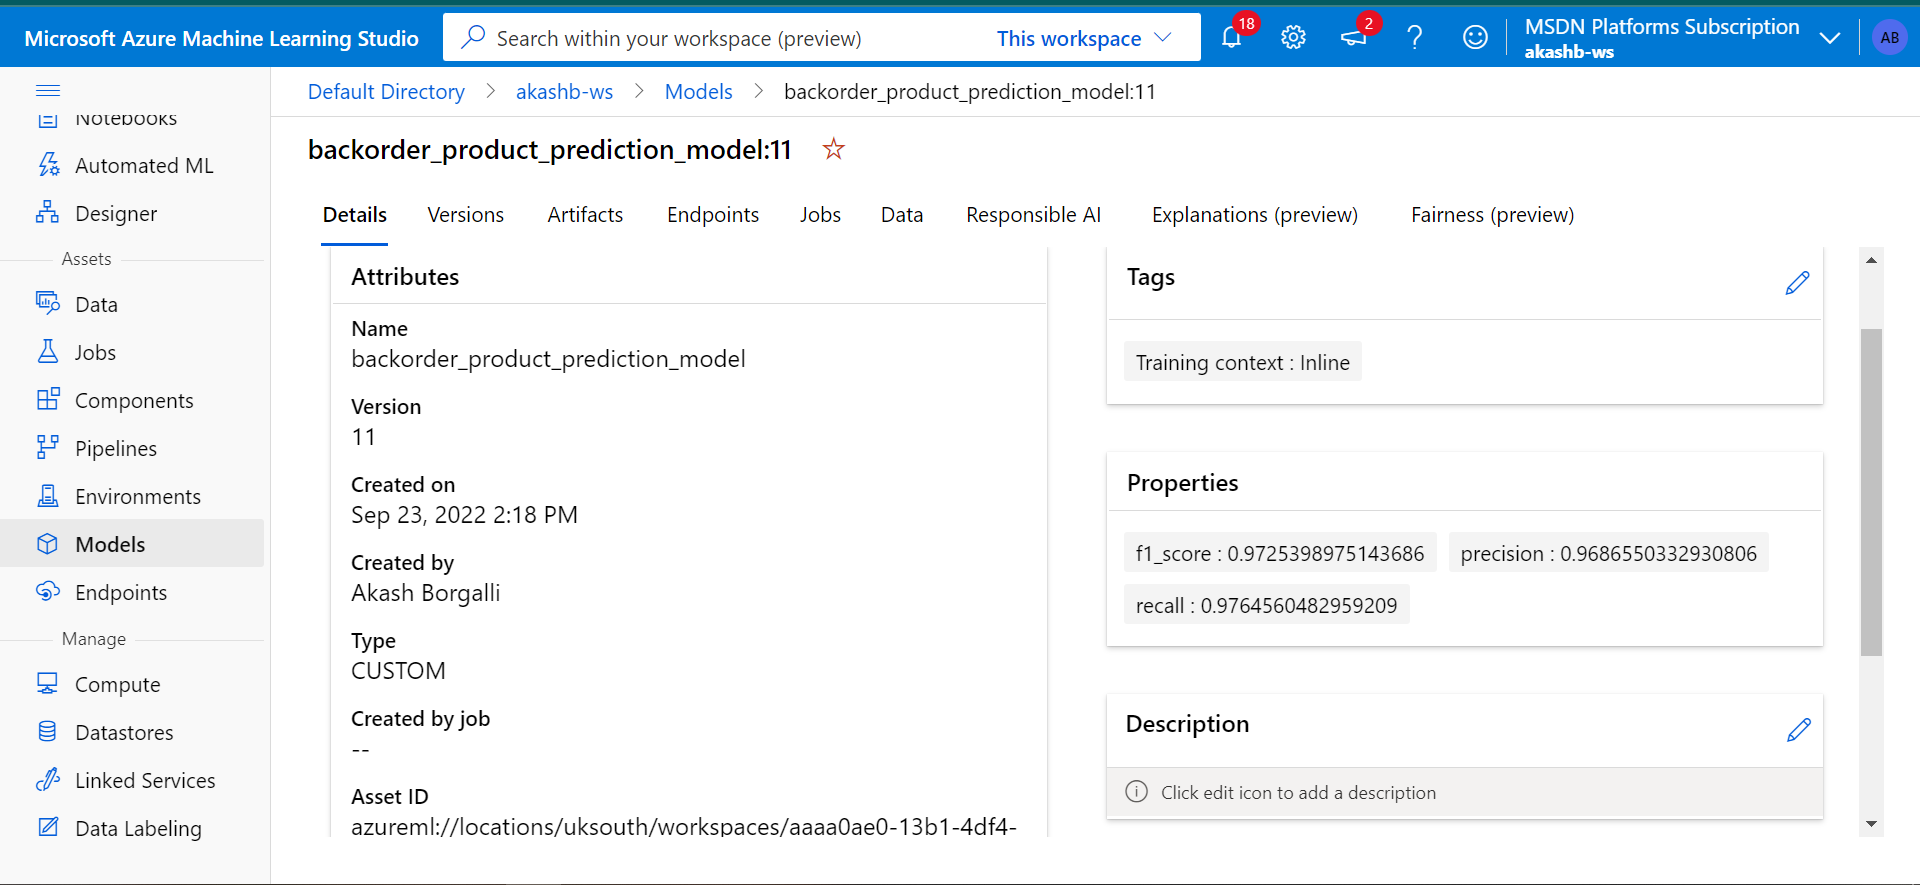 Microsoft Azure Machine Learning Studio
Search within your workspace (preview)
This workspace
18
2
MSDN Platforms Subscription
akashb-ws
AB
Default Directory > akashb-ws > Models > backorder_product_prediction_model:11
Notebooks
Automated ML
Designer
Assets
Data
Jobs
Components
Pipelines
Environments
Models
Endpoints
Manage
Compute
Datastores
Linked Services
Data Labeling
backorder_product_prediction_model:11
Details Versions Artifacts Endpoints Jobs Data Responsible AI Explanations (preview) Fairness (preview)
Attributes
Name
backorder_product_prediction_model
Version
11
Created on
Sep 23, 2022 2:18 PM
Created by
Akash Borgalli
Type
CUSTOM
Created by job
--
Asset ID
azureml://locations/uksouth/workspaces/aaaa0ae0-13b1-4df4-
Tags
Training context : Inline
Properties
f1_score : 0.9725398975143686 precision : 0.9686550332930806
recall : 0.9764560482959209
Description
Click edit icon to add a description